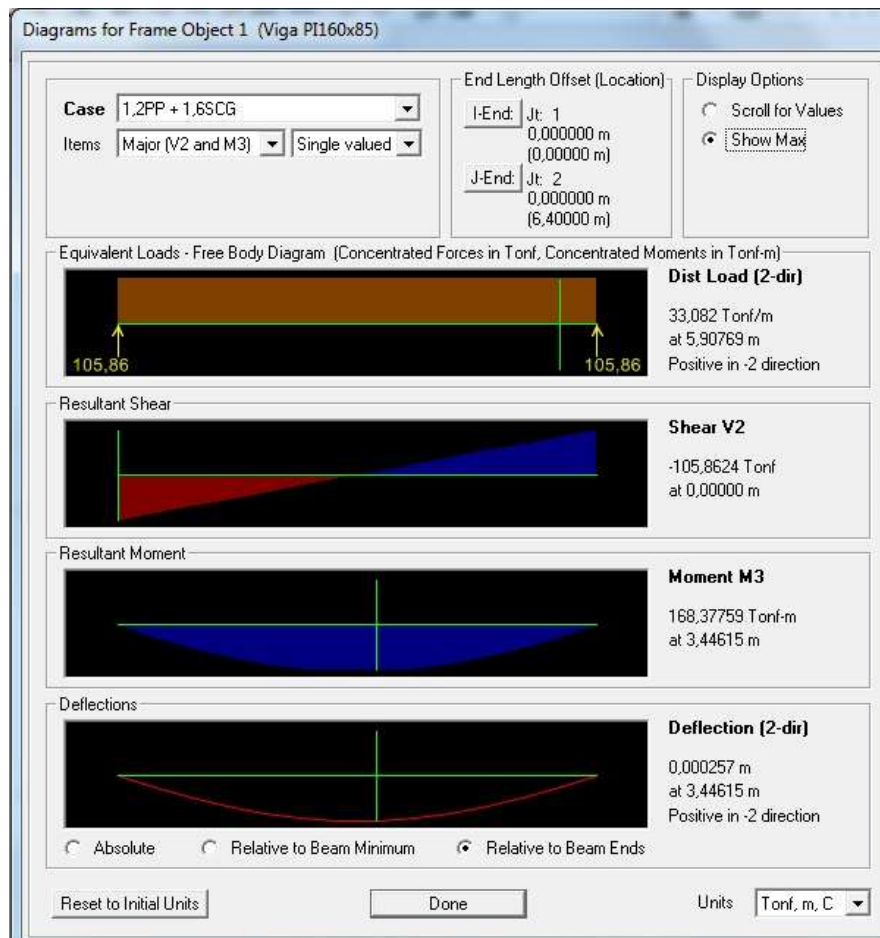 Diagrams for Frame Object 1 (Viga PI160x85)
Case 1,2PP + 1,6SCG
Items Major (V2 and M3) Single valued
End Length Offset (Location)
I-End: Jt: 1
0,000000 m
(0,00000 m)
J-End: Jt: 2
0,000000 m
(6,40000 m)
Display Options
Scroll for Values
Show Max
Equivalent Loads - Free Body Diagram (Concentrated Forces in Tonf, Concentrated Moments in Tonf-m)
105,86
105,86
Dist Load (2-dir)
33,082 Tonf/m
at 5,90769 m
Positive in -2 direction
Resultant Shear
Shear V2
-105,8624 Tonf
at 0,00000 m
Resultant Moment
Moment M3
168,37759 Tonf-m
at 3,44615 m
Deflections
Deflection (2-dir)
0,000257 m
at 3,44615 m
Positive in -2 direction
Absolute Relative to Beam Minimum Relative to Beam Ends
Reset to Initial Units Done Units Tonf, m, C